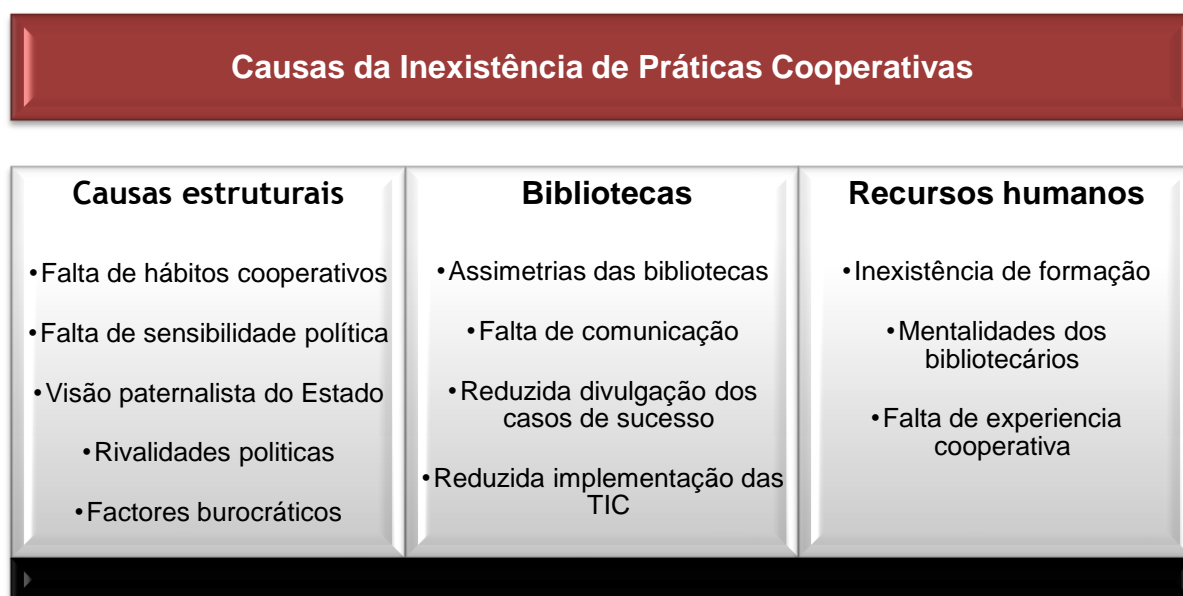 Causas da Inexistência de Práticas Cooperativas
Causas estruturais
•Falta de hábitos cooperativos
•Falta de sensibilidade política
•Visão paternalista do Estado
•Rivalidades politicas
•Factores burocráticos
Bibliotecas
•Assimetrias das bibliotecas
•Falta de comunicação
•Reduzida divulgação dos
casos de sucesso
•Reduzida implementação das
TIC
Recursos humanos
•Inexistência de formação
•Mentalidades dos
bibliotecários
•Falta de experiencia
cooperativa